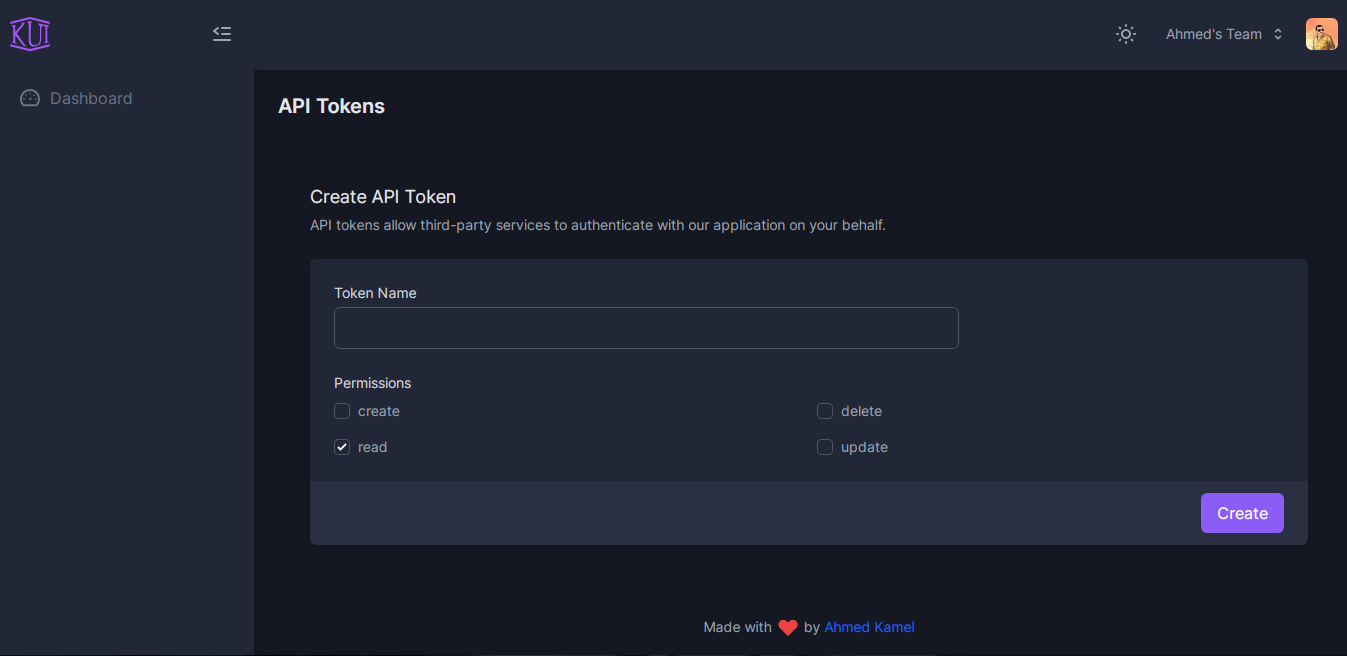 KUI
Ahmed's Team
Dashboard
API Tokens
Create API Token
API tokens allow third-party services to authenticate with our application on your behalf.
Token Name
Permissions
create
delete
read
update
Create
Made with ❤ by Ahmed Kamel